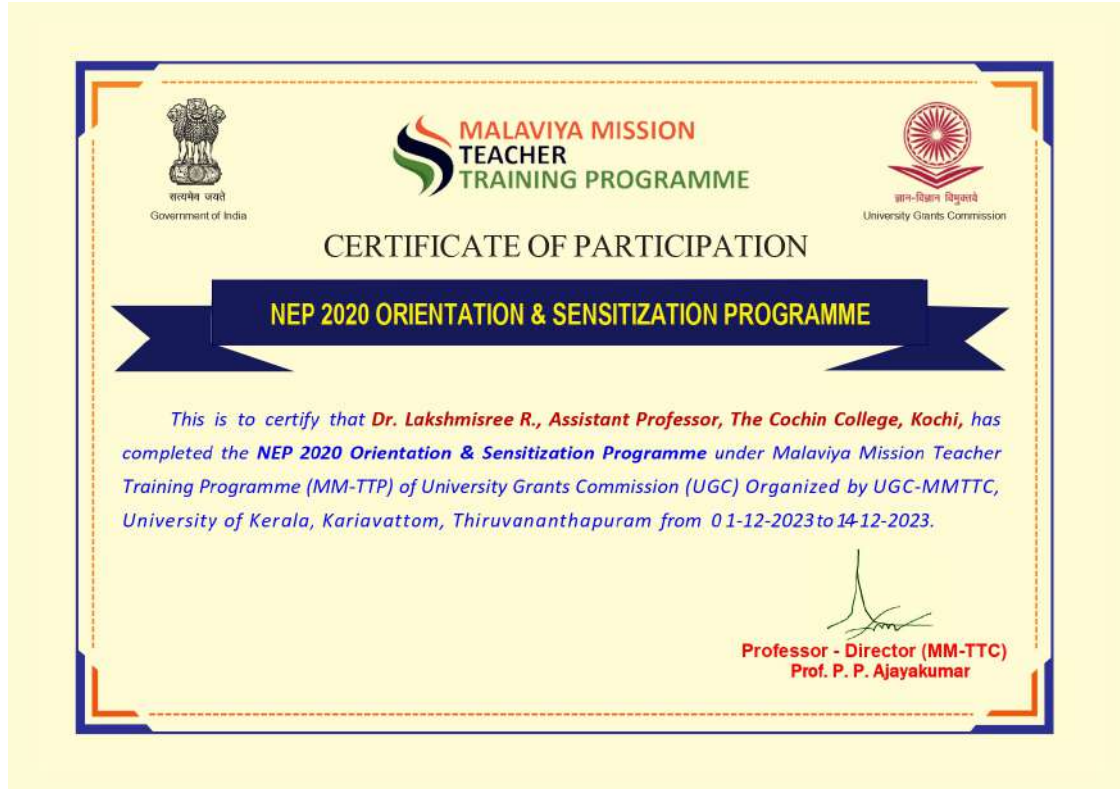 सत्यमेव जयते
Government of India
MALAVIYA MISSION
TEACHER
TRAINING PROGRAMME
ज्ञान-विज्ञान विमुक्तये
University Grants Commission
CERTIFICATE OF PARTICIPATION
NEP 2020 ORIENTATION & SENSITIZATION PROGRAMME
This is to certify that Dr. Lakshmisree R., Assistant Professor, The Cochin College, Kochi, has
completed the NEP 2020 Orientation & Sensitization Programme under Malaviya Mission Teacher
Training Programme (MM-TTP) of University Grants Commission (UGC) Organized by UGC-MMTTC,
University of Kerala, Kariavattom, Thiruvananthapuram from 01-12-2023 to 14-12-2023.
Professor - Director (MM-TTC)
Prof. P. P. Ajayakumar